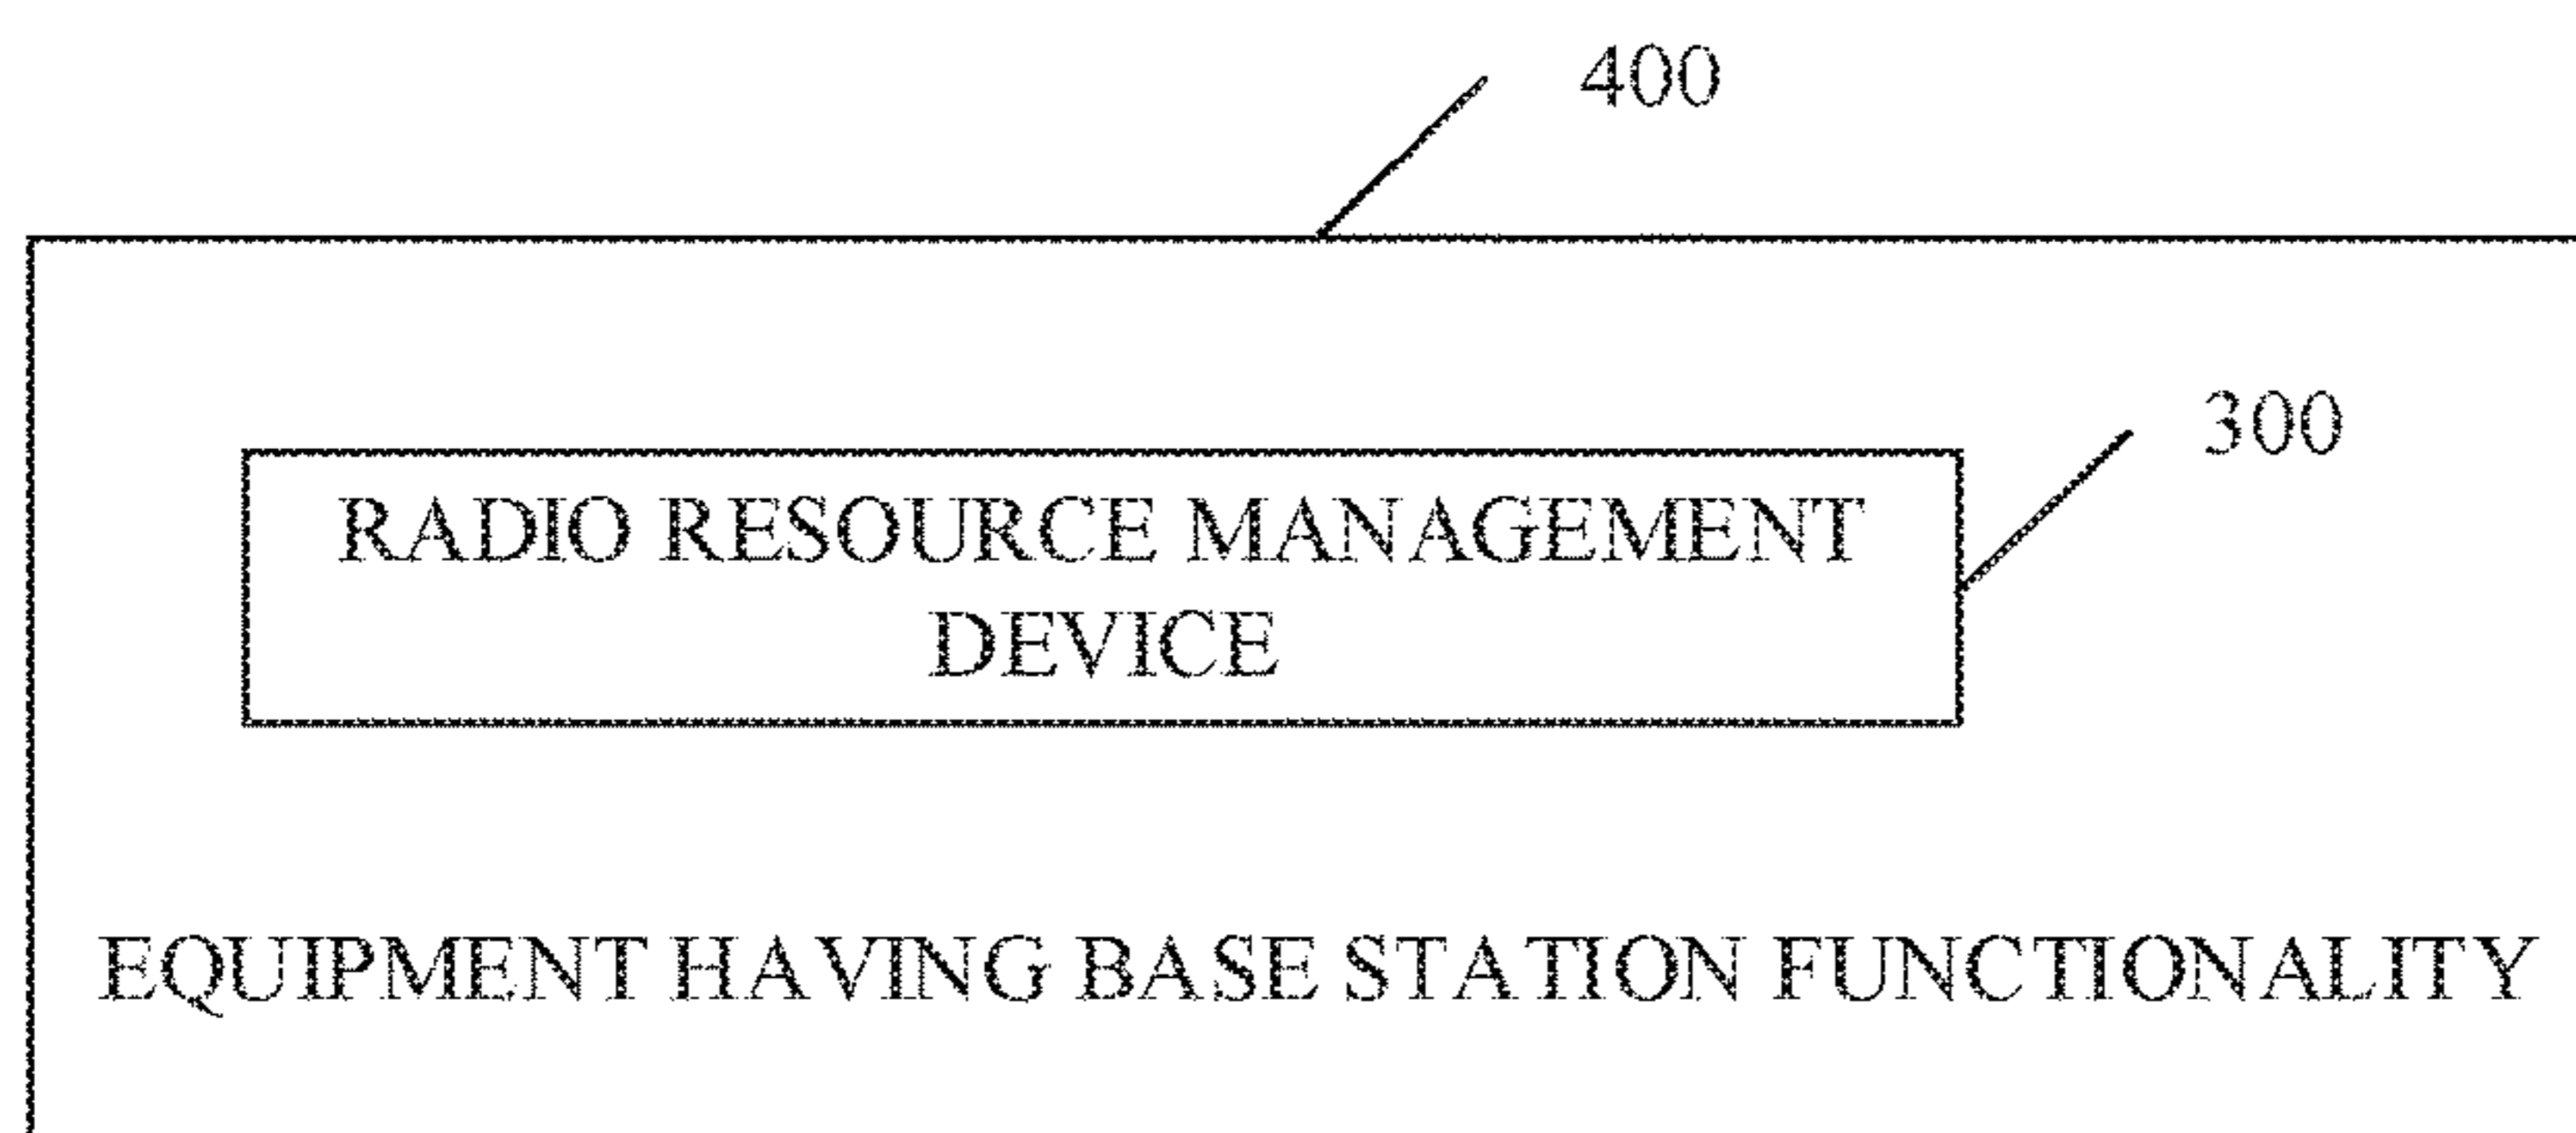 400
300
RADIO RESOURCE MANAGEMENT
DEVICE
EQUIPMENT HAVING BASE STATION FUNCTIONALITY